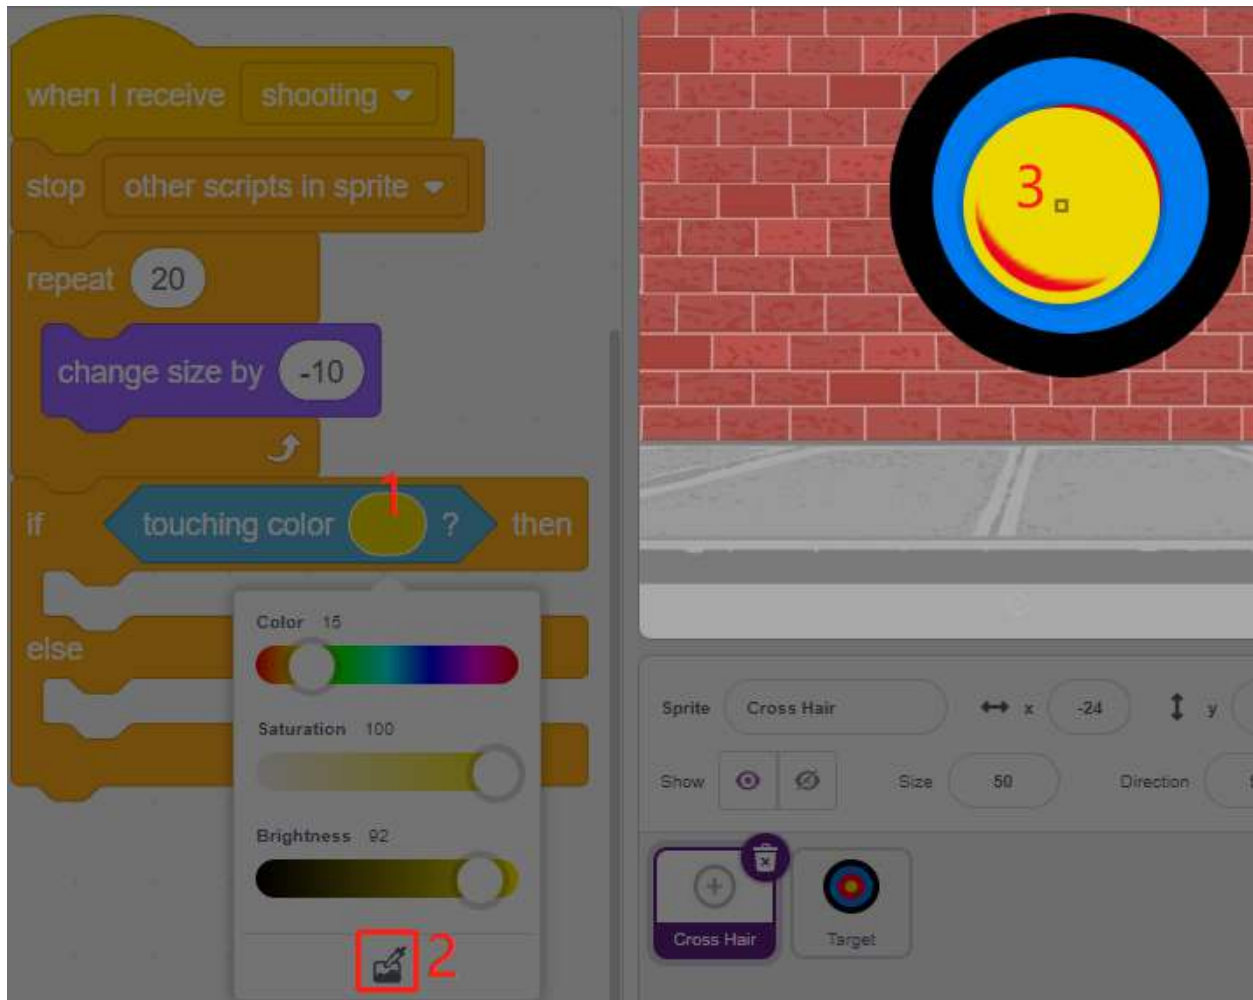 when I receive shooting
stop other scripts in sprite
repeat 20
change size by -10
1
if touching color ? then
Color 15
else
Saturation 100
Brightness 92
2
3
Sprite Cross Hair x -24 y
Show Size 50 Direction
Cross Hair Target